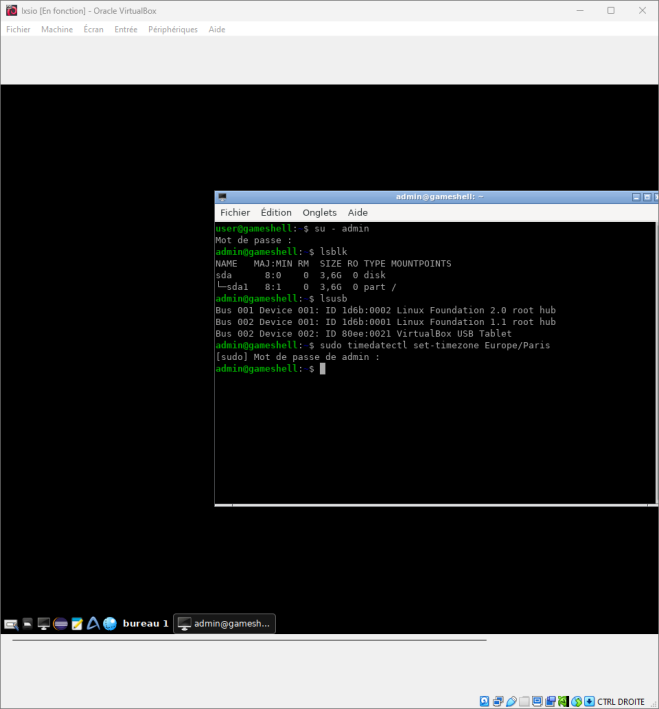 lxsio [En fonction] - Oracle VirtualBox
Fichier Machine Écran Entrée Périphériques Aide
admin@gameshell: ~
Fichier Édition Onglets Aide
user@gameshell: $ su - admin
Mot de passe :
admin@gameshell:~$ lsblk
NAME MAJ:MIN RM SIZE RO TYPE MOUNTPOINTS
sda 8:0 0 3,6G 0 disk
└─sda1 8:1 0 3,6G 0 part /
admin@gameshell:~$ lsusb
Bus 001 Device 001: ID 1d6b:0002 Linux Foundation 2.0 root hub
Bus 002 Device 001: ID 1d6b:0001 Linux Foundation 1.1 root hub
Bus 002 Device 002: ID 80ee:0021 VirtualBox USB Tablet
admin@gameshell:~$ sudo timedatectl set-timezone Europe/Paris
[sudo] Mot de passe de admin :
admin@gameshell:~$
bureau 1 admin@gamesh...
CTRL DROITE